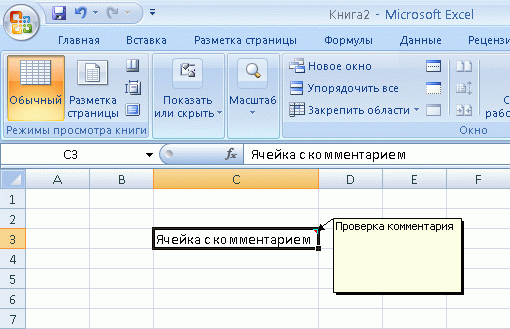 Книга2 - Microsoft Excel
Главная Вставка Разметка страницы Формулы Данные Рецензи
Обычный Разметка страницы
Режимы просмотра книги
Показать или скрыть
Масштаб
Новое окно
Упорядочить все
Закрепить области
С
рабо
Окно
C3 fx Ячейка с комментарием
A B C D E F
1
2
3 Ячейка с комментарием Проверка комментария
4
5
6
7